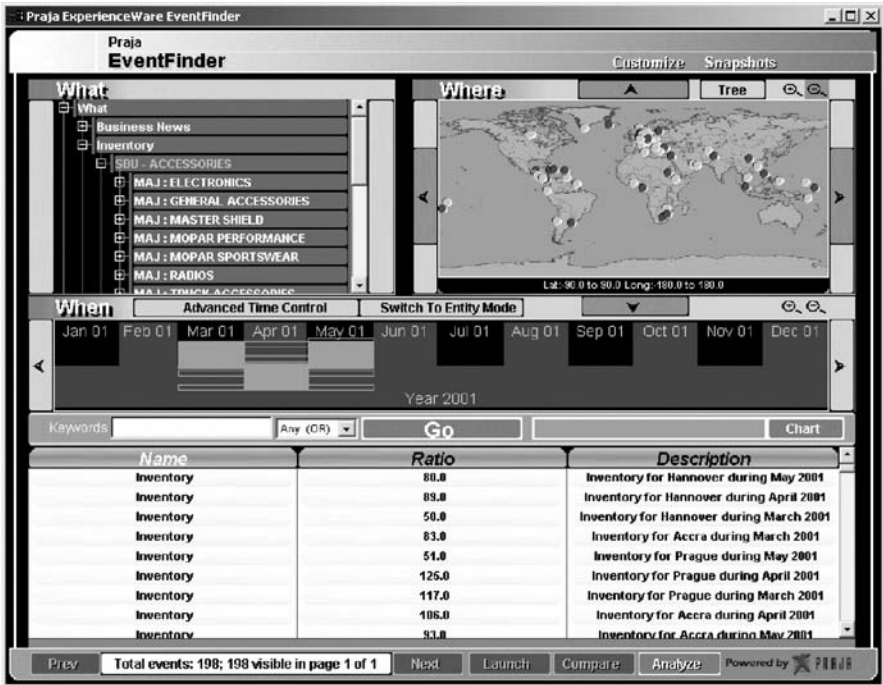 Praja ExperienceWare EventFinder
Praja
EventFinder
Customize Snapshots
What
What
Business News
Inventory
SBU - ACCESSORIES
MAJ : ELECTRONICS
MAJ : GENERAL ACCESSORIES
MAJ : MASTER SHIELD
MAJ : MOPAR PERFORMANCE
MAJ : MOPAR SPORTSWEAR
MAJ : RADIOS
MAJ : TRUCK ACCESSORIES
Where
Tree
Lat:-90.0 to 90.0 Long:-180.0 to 180.0
When Advanced Time Control Switch To Entity Mode
Jan 01 Feb 01 Mar 01 Apr 01 May 01 Jun 01 Jul 01 Aug 01 Sep 01 Oct 01 Nov 01 Dec 01
Year 2001
Keywords Any (OR) Go Chart
Name Ratio Description
Inventory 80.0 Inventory for Hannover during May 2001
Inventory 89.0 Inventory for Hannover during April 2001
Inventory 50.0 Inventory for Hannover during March 2001
Inventory 83.0 Inventory for Accra during March 2001
Inventory 51.0 Inventory for Prague during May 2001
Inventory 125.0 Inventory for Prague during April 2001
Inventory 117.0 Inventory for Prague during March 2001
Inventory 106.0 Inventory for Accra during April 2001
Inventory 93.0 Inventory for Accra during May 2001
Prev Total events: 198; 198 visible in page 1 of 1 Next Launch Compare Analyze Powered by PRAJA